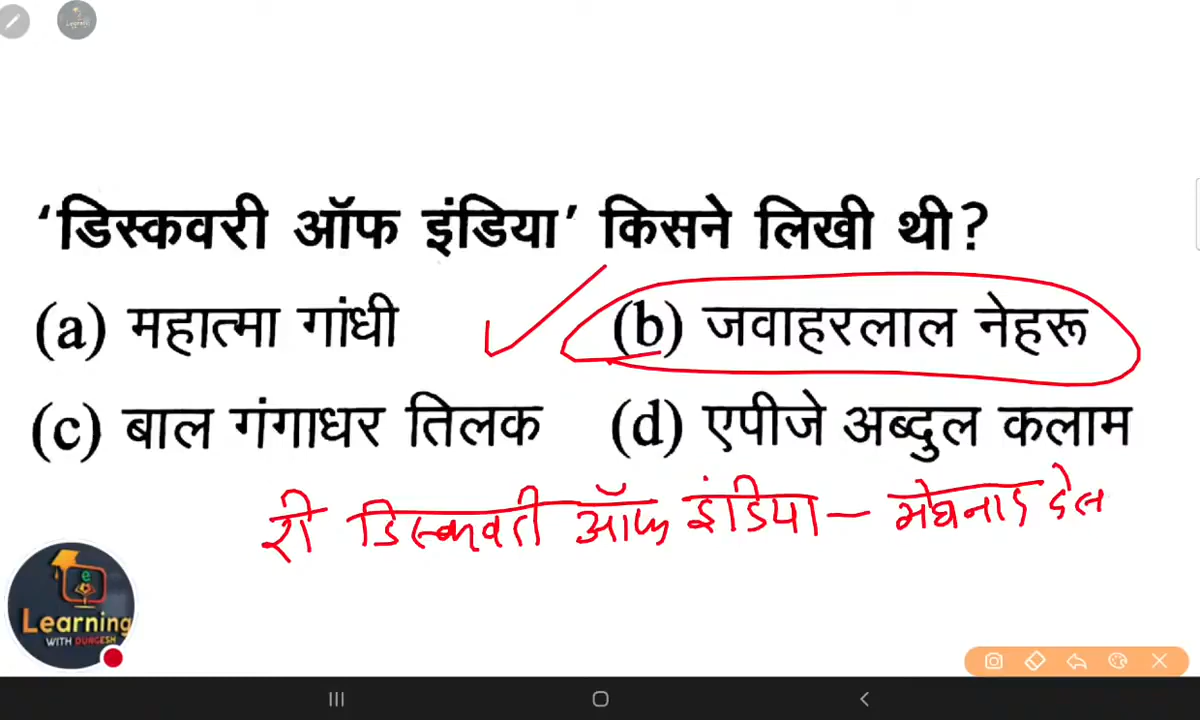 ‘डिस्कवरी ऑफ इंडिया’ किसने लिखी थी?
(a) महात्मा गांधी (b) जवाहरलाल नेहरू
(c) बाल गंगाधर तिलक (d) एपीजे अब्दुल कलाम
री डिस्कवरी ऑफ इंडिया – मेघनाद
e
Learning
WITH DURGESH